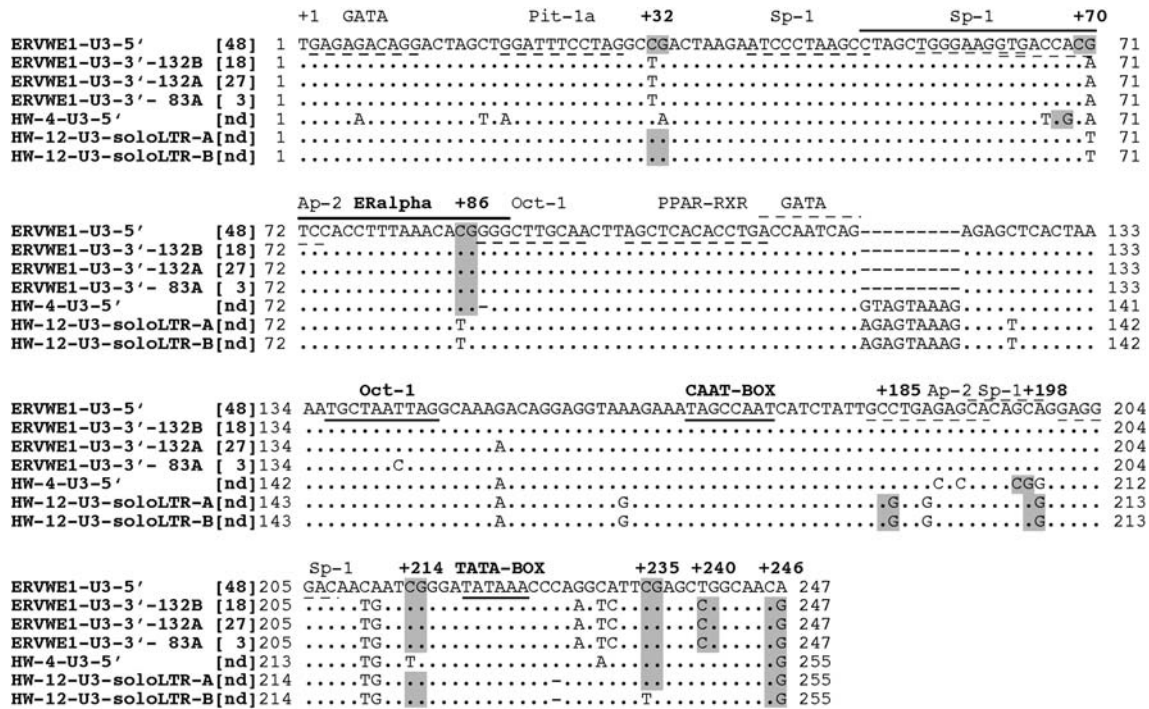 +1 GATA Pit-1a +32 Sp-1 Sp-1 +70
ERVWE1-U3-5′ [48] 1 TGAGAGACAGGACTAGCTGGATTTCCTAGGCCGACTAAGAATCCCTAAGCCTAGCTGGGAAGGTGACCACG 71
ERVWE1-U3-3′-132B [18] 1 ...............................T......................................A 71
ERVWE1-U3-3′-132A [27] 1 ...............................T......................................A 71
ERVWE1-U3-3′- 83A [ 3] 1 ...............................T......................................A 71
HW-4-U3-5′ [nd] 1 .....A..........T.A.............A.................................T.G.A 71
HW-12-U3-soloLTR-A[nd] 1 ......................................................................T 71
HW-12-U3-soloLTR-B[nd] 1 ......................................................................T 71
Ap-2 ERalpha +86 Oct-1 PPAR-RXR GATA
ERVWE1-U3-5′ [48] 72 TCCACCTTTAAACACGGGGCTTGCAACTTAGCTCACACCTGACCAATCAG---------AGAGCTCACTAA 133
ERVWE1-U3-3′-132B [18] 72 ..................................................---------............ 133
ERVWE1-U3-3′-132A [27] 72 ..................................................---------............ 133
ERVWE1-U3-3′- 83A [ 3] 72 ..................................................---------............ 133
HW-4-U3-5′ [nd] 72 ................-.................................GTAGTAAAG............ 141
HW-12-U3-soloLTR-A[nd] 72 ..............T...................................AGAGTAAAG....T....... 142
HW-12-U3-soloLTR-B[nd] 72 ..............T...................................AGAGTAAAG....T....... 142
Oct-1 CAAT-BOX +185 Ap-2 Sp-1 +198
ERVWE1-U3-5′ [48] 134 AATGCTAATTAGGCAAAGACAGGAGGTAAAGAAATAGCCAATCATCTATTGCCTGAGAGCACAGCAGGAGG 204
ERVWE1-U3-3′-132B [18] 134 ....................................................................... 204
ERVWE1-U3-3′-132A [27] 134 .................A..................................................... 204
ERVWE1-U3-3′- 83A [ 3] 134 ........C.............................................................. 204
HW-4-U3-5′ [nd] 142 .................A......................................C.C....CGG..... 212
HW-12-U3-soloLTR-A[nd] 143 .................A..........G.......................G..G.........G..... 213
HW-12-U3-soloLTR-B[nd] 143 .................A..........G.......................G..G.........G..... 213
Sp-1 +214 TATA-BOX +235 +240 +246
ERVWE1-U3-5′ [48] 205 GACAACAATCGGGATATAAACCCAGGCATTCGAGCTGGCAACA 247
ERVWE1-U3-3′-132B [18] 205 .....TG.................A.TC.......C......G 247
ERVWE1-U3-3′-132A [27] 205 .....TG.................A.TC.......C......G 247
ERVWE1-U3-3′- 83A [ 3] 205 .....TG.................A.TC.......C......G 247
HW-4-U3-5′ [nd] 213 .....TG..T................A...............G 255
HW-12-U3-soloLTR-A[nd] 214 .....TG...............-...................G 255
HW-12-U3-soloLTR-B[nd] 214 .....TG...............-.......T...........G 255